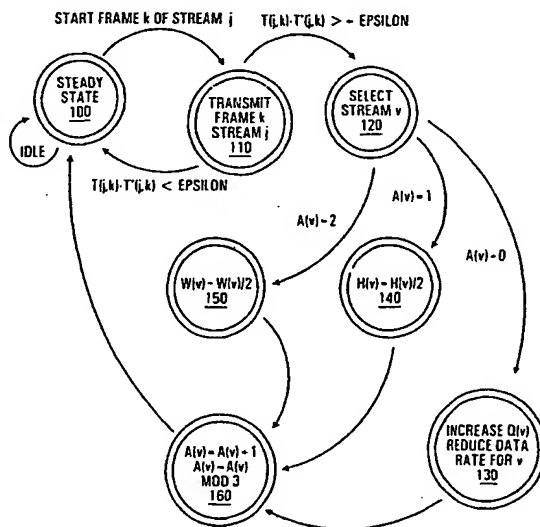 START FRAME k OF STREAM j
T(j,k)-T'(j,k) > - EPSILON
STEADY
STATE
100
TRANSMIT
FRAME k
STREAM j
110
SELECT
STREAM v
120
IDLE
T(j,k)-T'(j,k) < EPSILON
A(v)-2
A(v)=1
A(v)-0
W(v)-W(v)/2
150
H(v)-H(v)/2
140
A(v)-A(v)+1
A(v)-A(v)
MOD 3
160
INCREASE Q(v)
REDUCE DATA
RATE FOR v
130